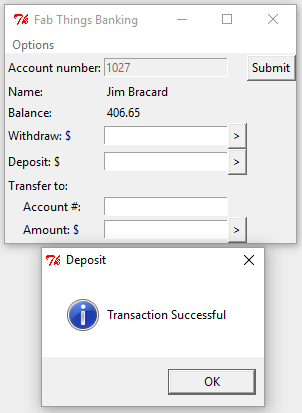 Fab Things Banking
Options
Account number: 1027 Submit
Name: Jim Bracard
Balance: 406.65
Withdraw: $ >
Deposit: $ >
Transfer to:
Account #:
Amount: $ >
Deposit
Transaction Successful
OK